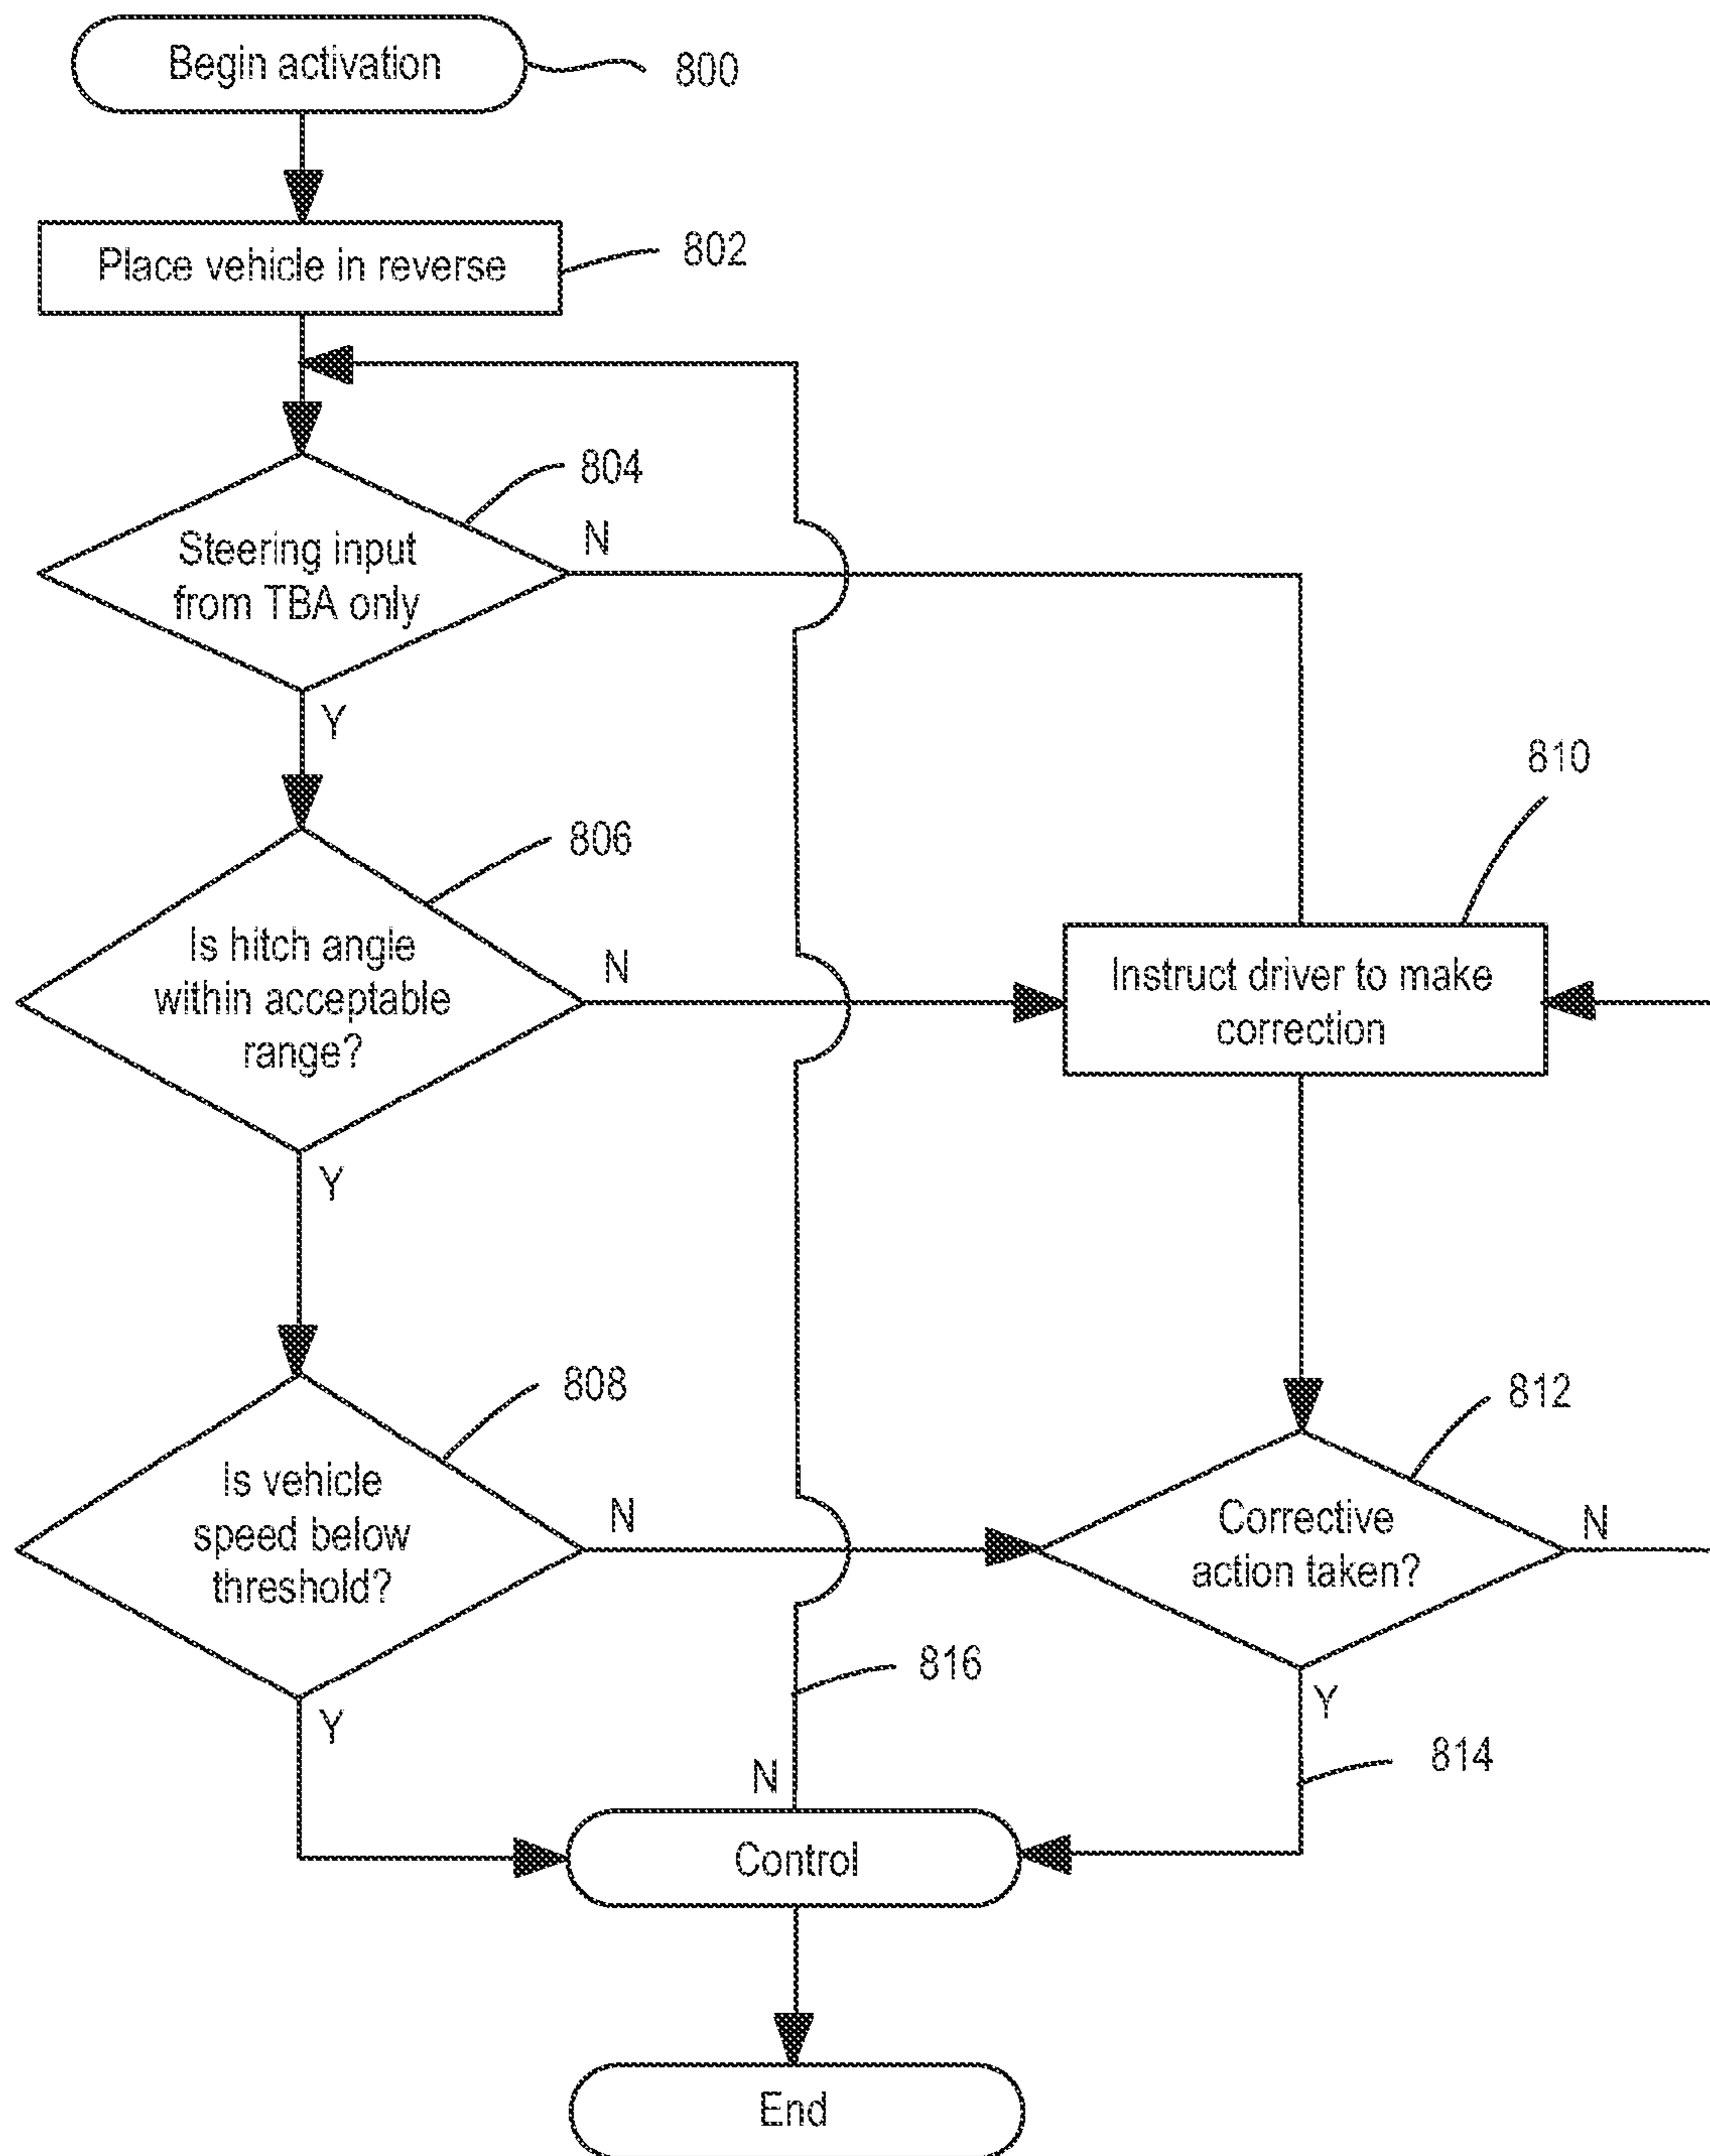 Begin activation
800
Place vehicle in reverse
802
804
Steering input
from TBA only
N
Y
806
Is hitch angle
within acceptable
range?
N
Y
810
Instruct driver to make
correction
808
Is vehicle
speed below
threshold?
N
Y
812
Corrective
action taken?
N
Y
816
814
N
Control
End